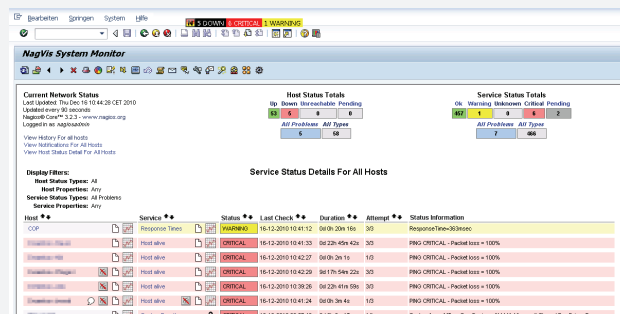 Bearbeiten Springen System Hilfe
5 DOWN 6 CRITICAL 1 WARNING
NagVis System Monitor
Current Network Status
Last Updated: Thu Dec 16 10:44:28 CET 2010
Updated every 90 seconds
Nagios® Core™ 3.2.3 - www.nagios.org
Logged in as nagiosadmin
View History For all hosts
View Notifications For All Hosts
View Host Status Detail For All Hosts
Host Status Totals
Up Down Unreachable Pending
53 5 0 0
All Problems All Types
5 58
Service Status Totals
Ok Warning Unknown Critical Pending
457 1 0 6 2
All Problems All Types
7 466
Display Filters:
Host Status Types: All
Host Properties: Any
Service Status Types: All Problems
Service Properties: Any
Service Status Details For All Hosts
Host Service Status Last Check Duration Attempt Status Information
COP Response Times WARNING 16-12-2010 10:41:12 0d 0h 20m 16s 3/3 ResponseTime=363msec
Host alive CRITICAL 16-12-2010 10:41:33 0d 22h 45m 42s 3/3 PING CRITICAL - Packet loss = 100%
Host alive CRITICAL 16-12-2010 10:42:27 0d 0h 2m 1s 1/3 PING CRITICAL - Packet loss = 100%
Host alive CRITICAL 16-12-2010 10:42:29 9d 17h 54m 22s 3/3 PING CRITICAL - Packet loss = 100%
Host alive CRITICAL 16-12-2010 10:39:26 0d 22h 41m 59s 3/3 PING CRITICAL - Packet loss = 100%
Host alive CRITICAL 16-12-2010 10:41:24 0d 0h 3m 4s 1/3 PING CRITICAL - Packet loss = 100%